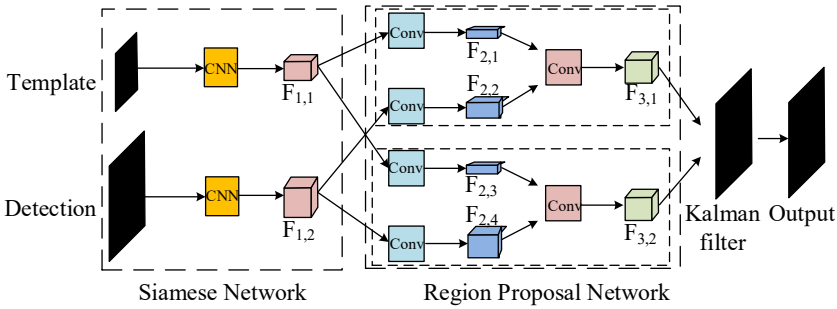 Template
CNN
F1,1
Conv
F2,1
Conv
F2,2
Conv
F3,1
Detection
CNN
F1,2
Conv
F2,3
Conv
F2,4
Conv
F3,2
Kalman
filter
Output
Siamese Network
Region Proposal Network